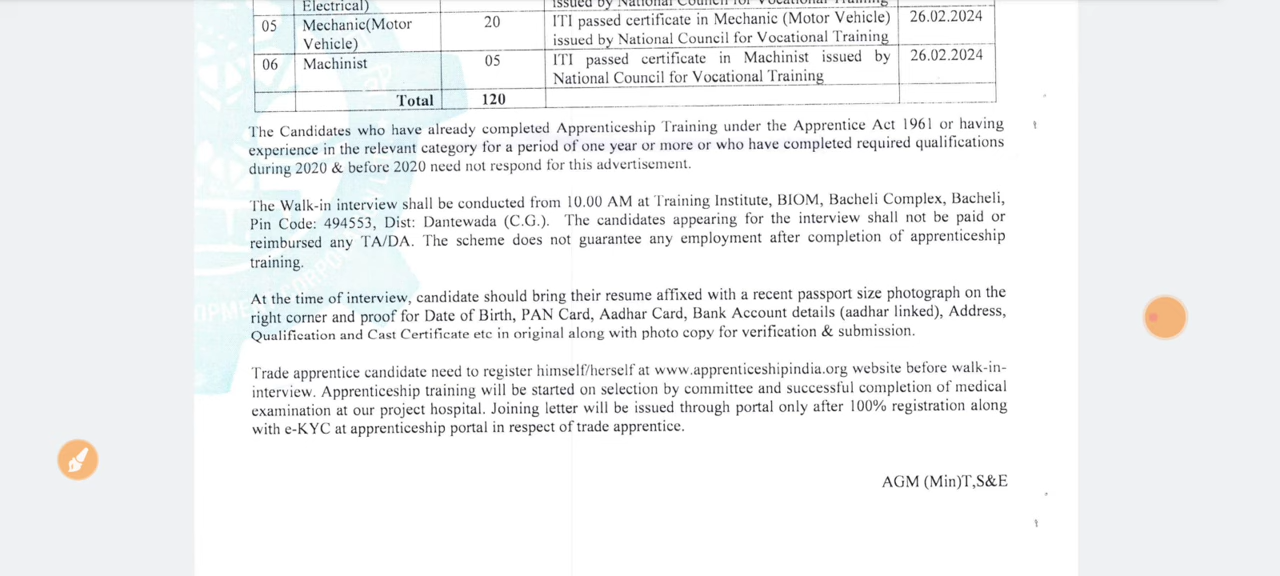 Electrical)
issued by National Council for Vocational Training
05 Mechanic(Motor 20 ITI passed certificate in Mechanic (Motor Vehicle) 26.02.2024
Vehicle) issued by National Council for Vocational Training
06 Machinist 05 ITI passed certificate in Machinist issued by 26.02.2024
National Council for Vocational Training
Total 120
The Candidates who have already completed Apprenticeship Training under the Apprentice Act 1961 or having
experience in the relevant category for a period of one year or more or who have completed required qualifications
during 2020 & before 2020 need not respond for this advertisement.
The Walk-in interview shall be conducted from 10.00 AM at Training Institute, BIOM, Bacheli Complex, Bacheli,
Pin Code: 494553, Dist: Dantewada (C.G.). The candidates appearing for the interview shall not be paid or
reimbursed any TA/DA. The scheme does not guarantee any employment after completion of apprenticeship
training.
At the time of interview, candidate should bring their resume affixed with a recent passport size photograph on the
right corner and proof for Date of Birth, PAN Card, Aadhar Card, Bank Account details (aadhar linked), Address,
Qualification and Cast Certificate etc in original along with photo copy for verification & submission.
Trade apprentice candidate need to register himself/herself at www.apprenticeshipindia.org website before walk-in-
interview. Apprenticeship training will be started on selection by committee and successful completion of medical
examination at our project hospital. Joining letter will be issued through portal only after 100% registration along
with e-KYC at apprenticeship portal in respect of trade apprentice.
AGM (Min)T,S&E